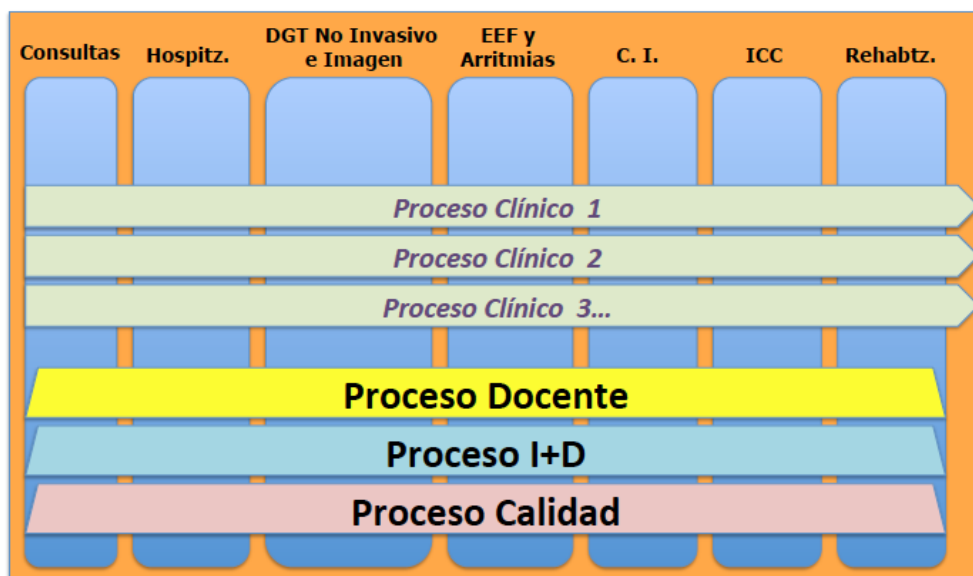 Consultas
Hospitz.
DGT No Invasivo
e Imagen
EEF y
Arritmias
C. I.
ICC
Rehabtz.
Proceso Clínico 1
Proceso Clínico 2
Proceso Clínico 3...
Proceso Docente
Proceso I+D
Proceso Calidad